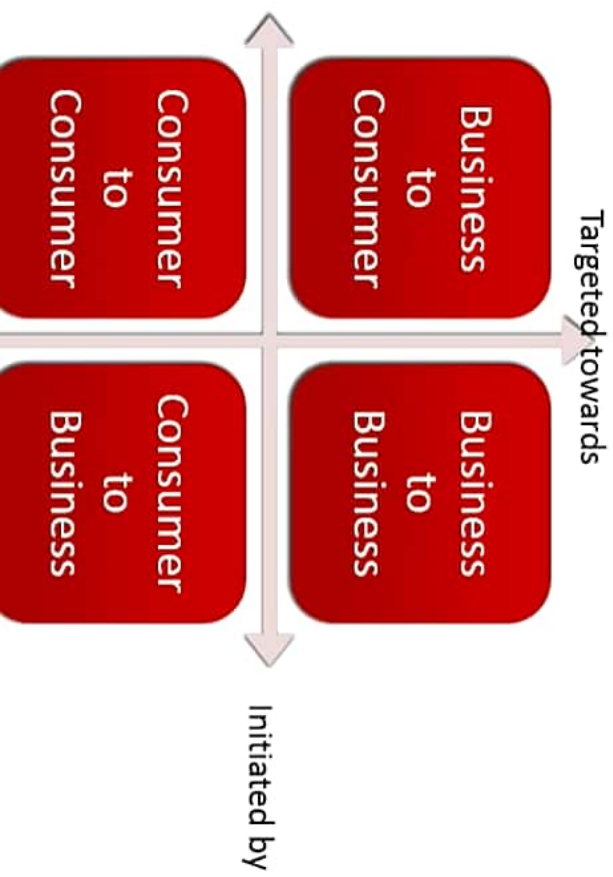 Targeted towards
Business
to
Consumer
Business
to
Business
Consumer
to
Consumer
Consumer
to
Business
Initiated by